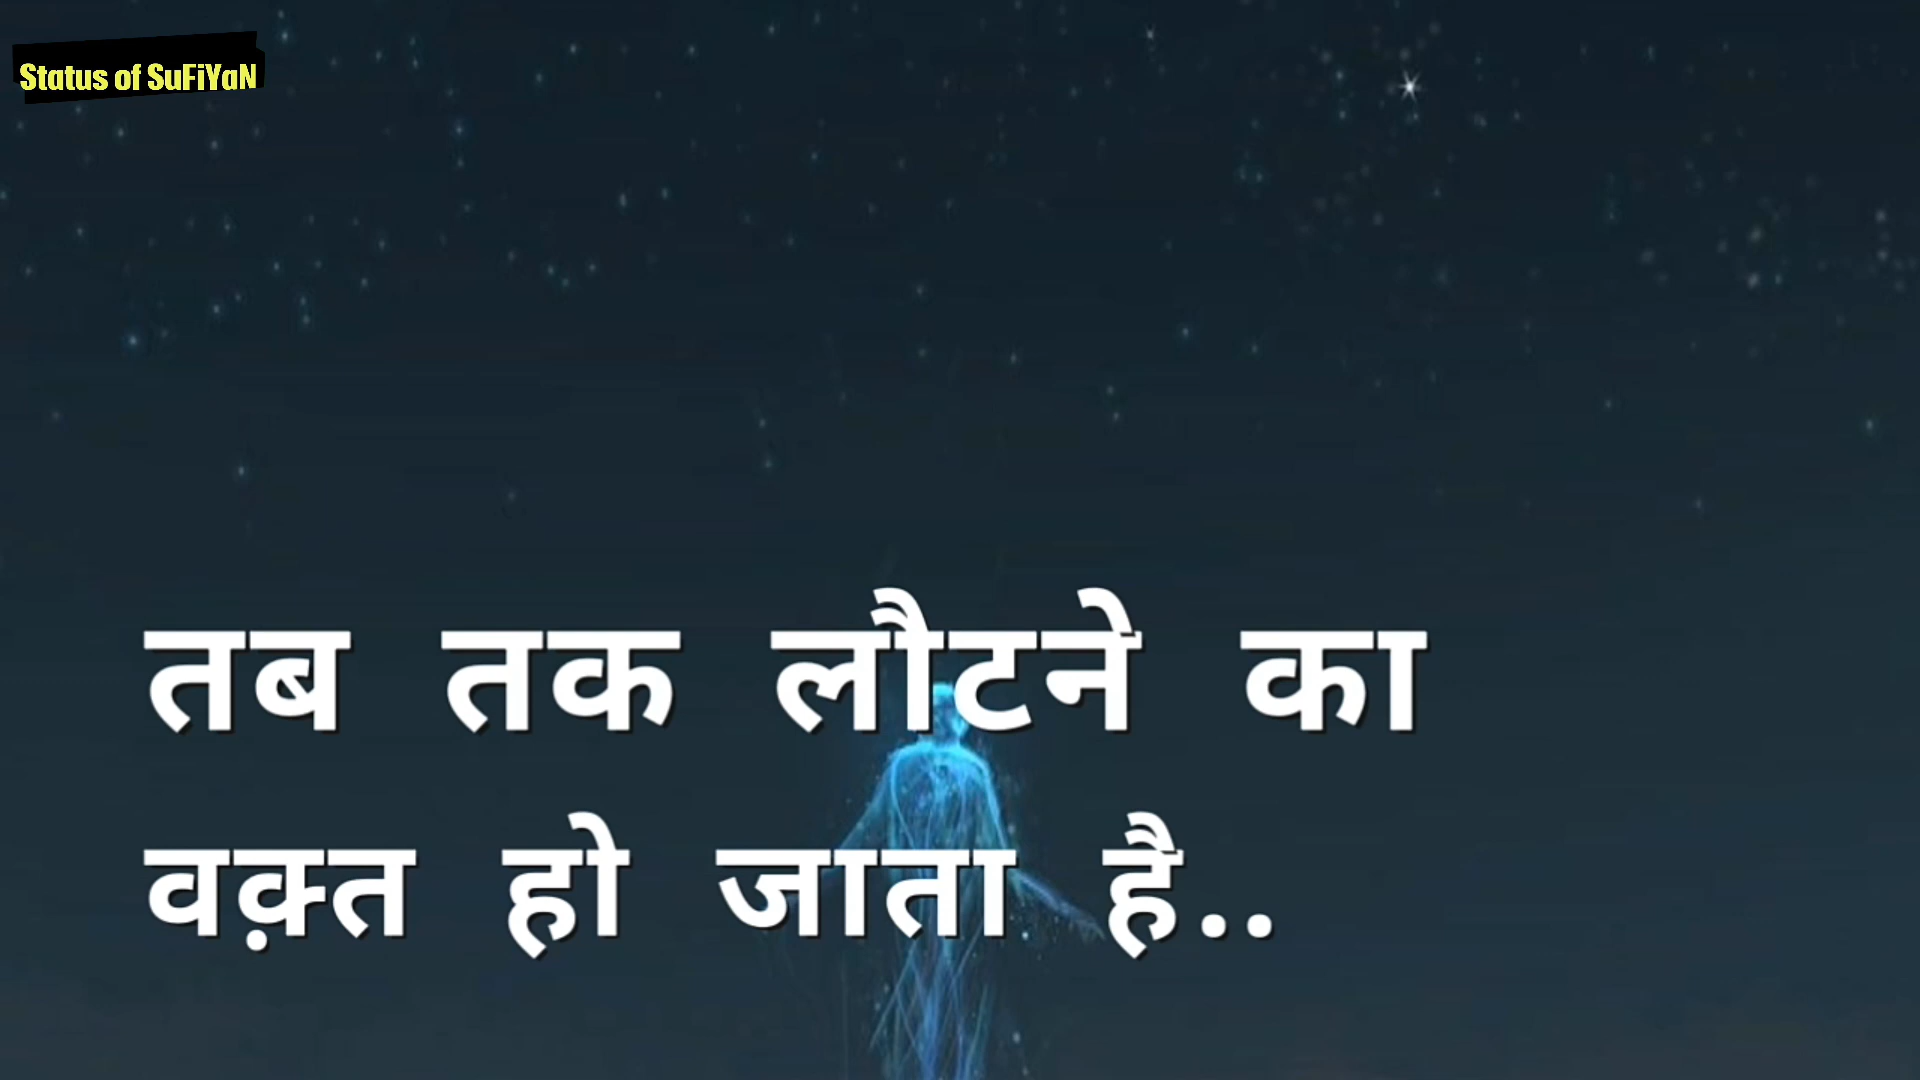 Status of SuFiYaN
तब तक लौटने का
वक़्त हो जाता है..